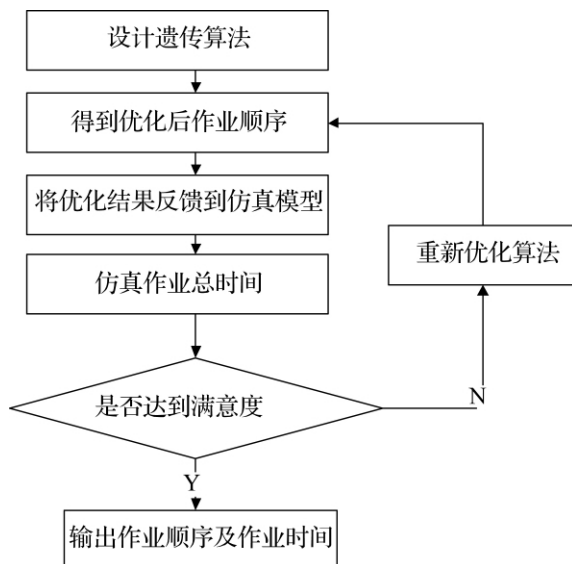 设计遗传算法
得到优化后作业顺序
将优化结果反馈到仿真模型
重新优化算法
仿真作业总时间
是否达到满意度
N
Y
输出作业顺序及作业时间